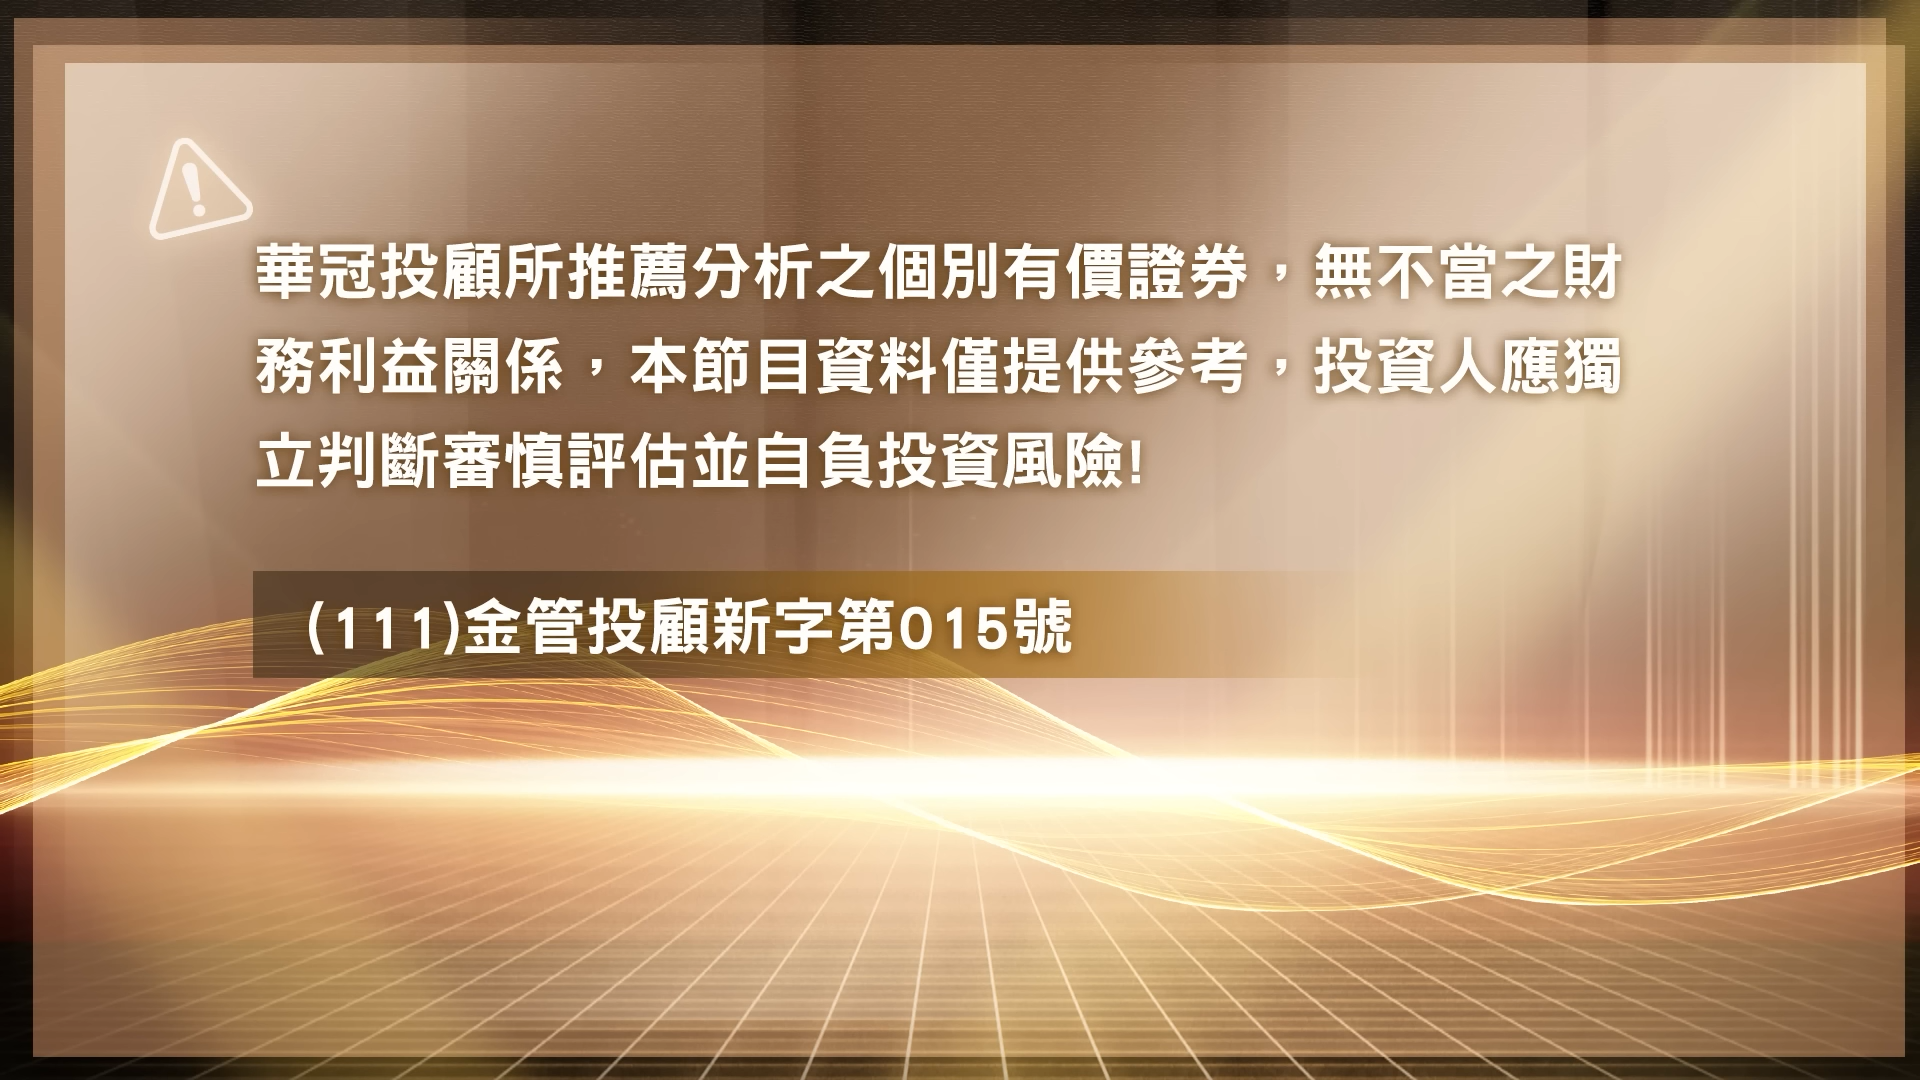 華冠投顧所推薦分析之個別有價證券，無不當之財
務利益關係，本節目資料僅提供參考，投資人應獨
立判斷審慎評估並自負投資風險!
(111)金管投顧新字第015號